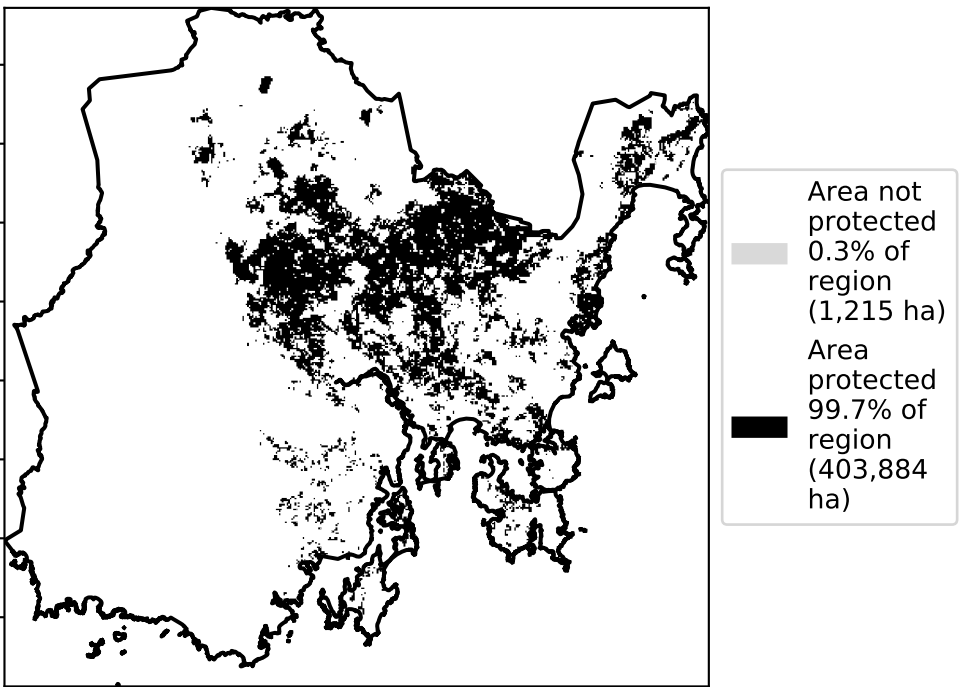 Area not
protected
0.3% of
region
(1,215 ha)
Area
protected
99.7% of
region
(403,884
ha)